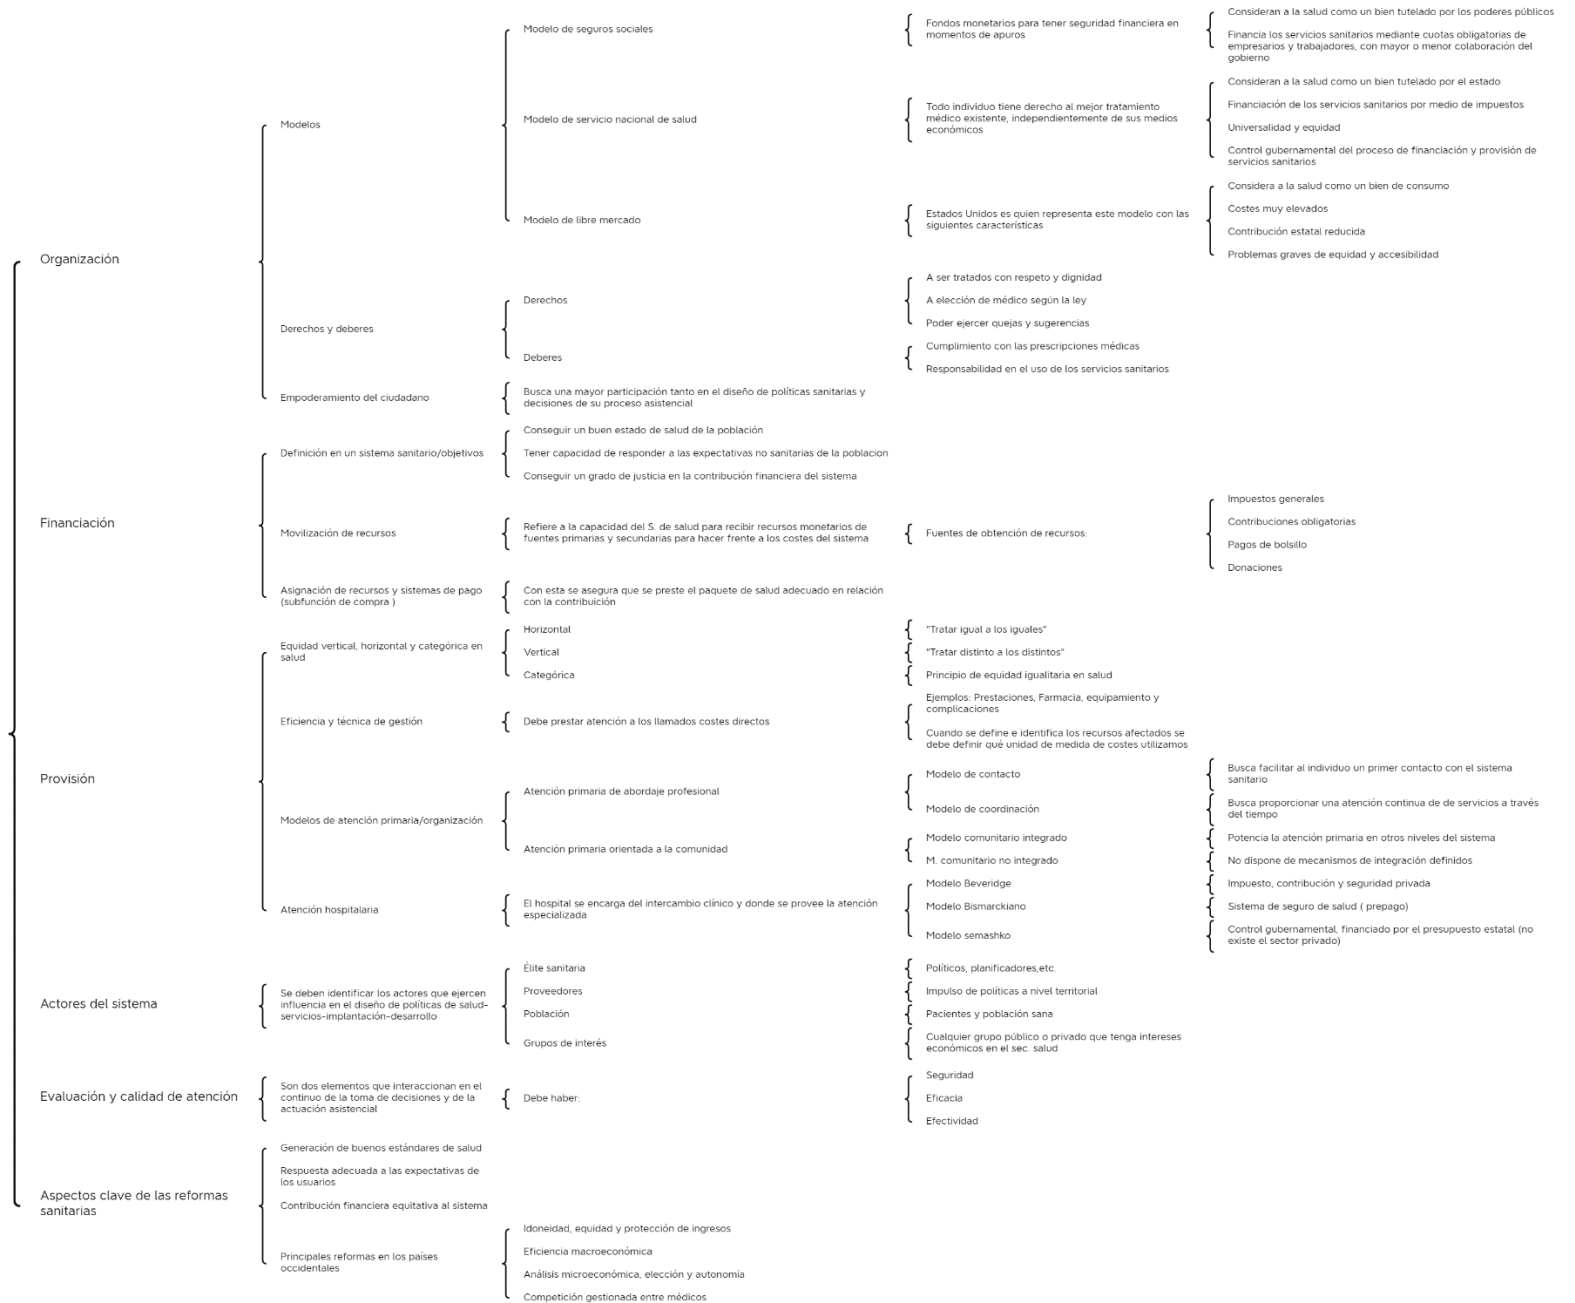 Organización
Modelos
Modelo de seguros sociales
Fondos monetarios para tener seguridad financiera en
momentos de apuros
Consideran a la salud como un bien tutelado por los poderes públicos
Financia los servicios sanitarios mediante cuotas obligatorias de
empresarios y trabajadores, con mayor o menor colaboración del
gobierno
Modelo de servicio nacional de salud
Todo individuo tiene derecho al mejor tratamiento
médico existente, independientemente de sus medios
económicos
Consideran a la salud como un bien tutelado por el estado
Financiación de los servicios sanitarios por medio de impuestos
Universalidad y equidad
Control gubernamental del proceso de financiación y provisión de
servicios sanitarios
Modelo de libre mercado
Estados Unidos es quien representa este modelo con las
siguientes características
Considera a la salud como un bien de consumo
Costes muy elevados
Contribución estatal reducida
Problemas graves de equidad y accesibilidad
Derechos y deberes
Derechos
A ser tratados con respeto y dignidad
A elección de médico según la ley
Poder ejercer quejas y sugerencias
Deberes
Cumplimiento con las prescripciones médicas
Responsabilidad en el uso de los servicios sanitarios
Empoderamiento del ciudadano
Busca una mayor participación tanto en el diseño de políticas sanitarias y
decisiones de su proceso asistencial
Financiación
Definición en un sistema sanitario/objetivos
Conseguir un buen estado de salud de la población
Tener capacidad de responder a las expectativas no sanitarias de la poblacion
Conseguir un grado de justicia en la contribución financiera del sistema
Movilización de recursos
Refiere a la capacidad del S. de salud para recibir recursos monetarios de
fuentes primarias y secundarias para hacer frente a los costes del sistema
Fuentes de obtención de recursos:
Impuestos generales
Contribuciones obligatorias
Pagos de bolsillo
Donaciones
Asignación de recursos y sistemas de pago
(subfunción de compra )
Con esta se asegura que se preste el paquete de salud adecuado en relación
con la contribuición
Provisión
Equidad vertical, horizontal y categórica en
salud
Horizontal
"Tratar igual a los iguales"
Vertical
"Tratar distinto a los distintos"
Categórica
Principio de equidad igualitaria en salud
Eficiencia y técnica de gestión
Debe prestar atención a los llamados costes directos
Ejemplos: Prestaciones, Farmacia, equipamiento y
complicaciones
Cuando se define e identifica los recursos afectados se
debe definir qué unidad de medida de costes utilizamos
Modelos de atención primaria/organización
Atención primaria de abordaje profesional
Modelo de contacto
Busca facilitar al individuo un primer contacto con el sistema
sanitario
Modelo de coordinación
Busca proporcionar una atención continua de de servicios a través
del tiempo
Atención primaria orientada a la comunidad
Modelo comunitario integrado
Potencia la atención primaria en otros niveles del sistema
M. comunitario no integrado
No dispone de mecanismos de integración definidos
Atención hospitalaria
El hospital se encarga del intercambio clínico y donde se provee la atención
especializada
Modelo Beveridge
Impuesto, contribución y seguridad privada
Modelo Bismarckiano
Sistema de seguro de salud ( prepago)
Modelo semashko
Control gubernamental, financiado por el presupuesto estatal (no
existe el sector privado)
Actores del sistema
Se deben identificar los actores que ejercen
influencia en el diseño de políticas de salud-
servicios-implantación-desarrollo
Élite sanitaria
Políticos, planificadores,etc.
Proveedores
Impulso de políticas a nivel territorial
Población
Pacientes y población sana
Grupos de interés
Cualquier grupo público o privado que tenga intereses
económicos en el sec. salud
Evaluación y calidad de atención
Son dos elementos que interaccionan en el
continuo de la toma de decisiones y de la
actuación asistencial
Debe haber:
Seguridad
Eficacia
Efectividad
Aspectos clave de las reformas
sanitarias
Generación de buenos estándares de salud
Respuesta adecuada a las expectativas de
los usuarios
Contribución financiera equitativa al sistema
Principales reformas en los países
occidentales
Idoneidad, equidad y protección de ingresos
Eficiencia macroeconómica
Análisis microeconómica, elección y autonomía
Competición gestionada entre médicos